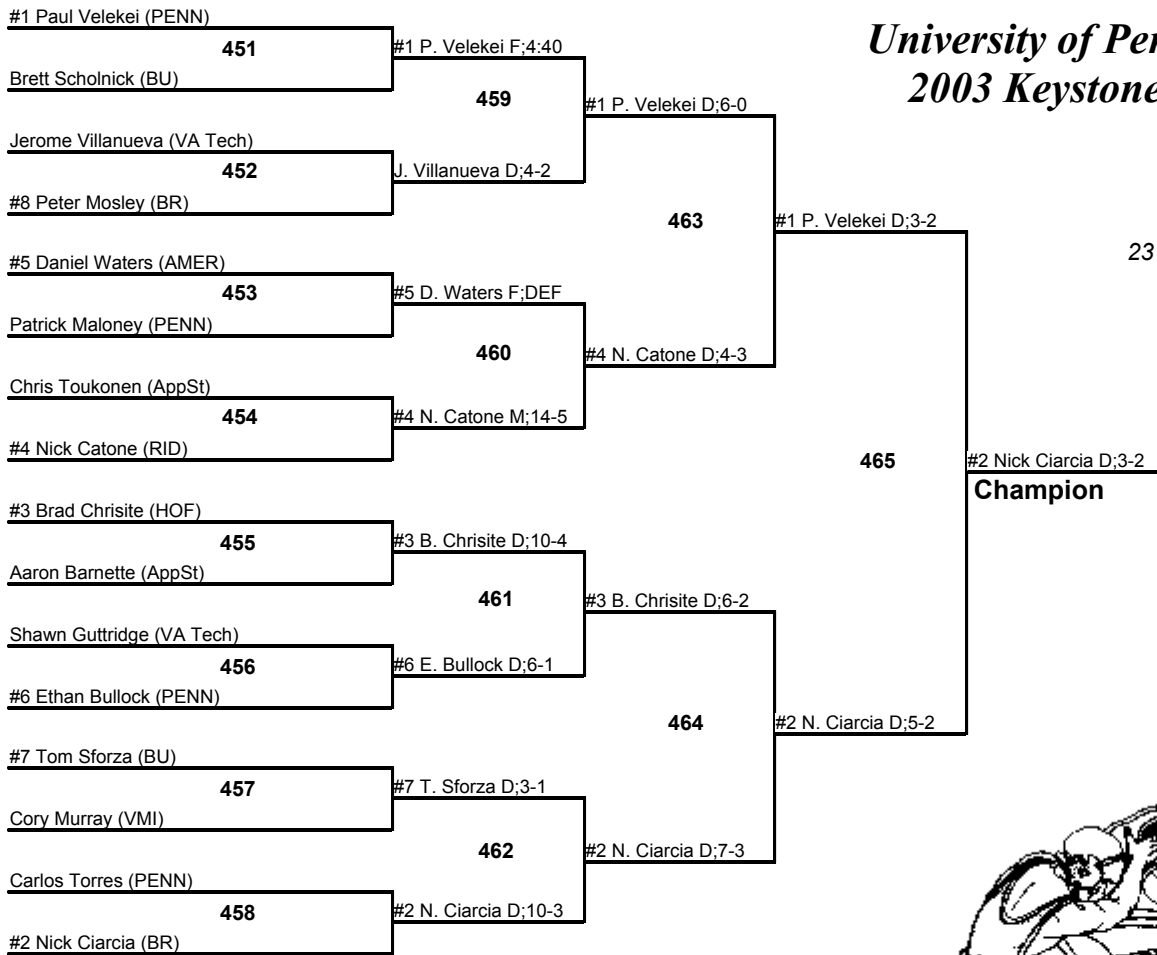 #1 Paul Velekei (PENN)
451
Brett Scholnick (BU)
Jerome Villanueva (VA Tech)
452
#8 Peter Mosley (BR)
#5 Daniel Waters (AMER)
453
Patrick Maloney (PENN)
Chris Toukonen (AppSt)
454
#4 Nick Catone (RID)
#3 Brad Chrisite (HOF)
455
Aaron Barnette (AppSt)
Shawn Guttridge (VA Tech)
456
#6 Ethan Bullock (PENN)
#7 Tom Sforza (BU)
457
Cory Murray (VMI)
Carlos Torres (PENN)
458
#2 Nick Ciarcia (BR)
#1 P. Velekei F;4:40
459
J. Villanueva D;4-2
#5 D. Waters F;DEF
460
#4 N. Catone M;14-5
#3 B. Chrisite D;10-4
461
#6 E. Bullock D;6-1
#7 T. Sforza D;3-1
462
#2 N. Ciarcia D;10-3
#1 P. Velekei D;6-0
463
#4 N. Catone D;4-3
#3 B. Chrisite D;6-2
464
#2 N. Ciarcia D;7-3
#1 P. Velekei D;3-2
465
#2 N. Ciarcia D;5-2
#2 Nick Ciarcia D;3-2
Champion
University of Per
2003 Keystone
23